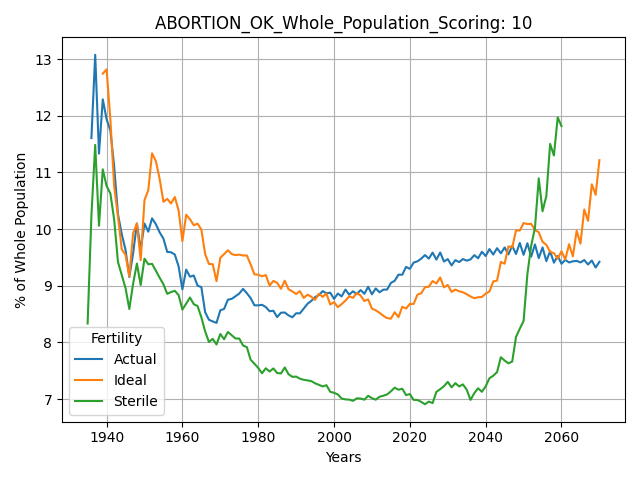 ABORTION_OK_Whole_Population_Scoring: 10
% of Whole Population
13
12
11
10
9
8
7
Fertility
Actual
Ideal
Sterile
1940 1960 1980 2000 2020 2040 2060
Years